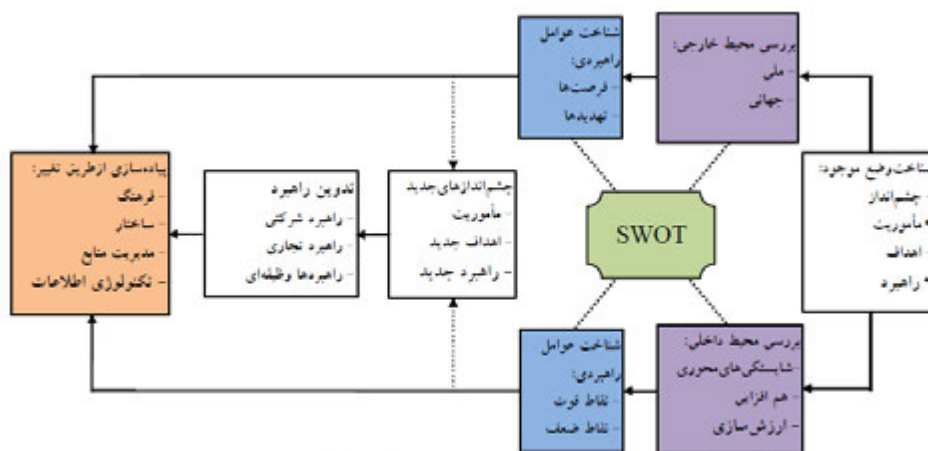 شناخت وضع موجود:
- چشم‌انداز
مأموریت
- اهداف
راهبرد
بررسی محیط خارجی:
- ملی
- جهانی
شناخت عوامل
راهبردی:
- فرصت‌ها
- تهدیدها
SWOT
بررسی محیط داخلی:
- شایستگی‌های محوری
- هم افزایی
- ارزش‌سازی
شناخت عوامل
راهبردی:
- نقاط قوت
- نقاط ضعف
چشم‌اندازهای جدید
- مأموریت
- اهداف جدید
- راهبرد جدید
تدوین راهبرد
- راهبرد شرکتی
- راهبرد تجاری
- راهبردها وظیفه‌ای
پیاده‌سازی ازطریق تغییر:
- فرهنگ
- ساختار
- مدیریت منابع
- تکنولوژی اطلاعات